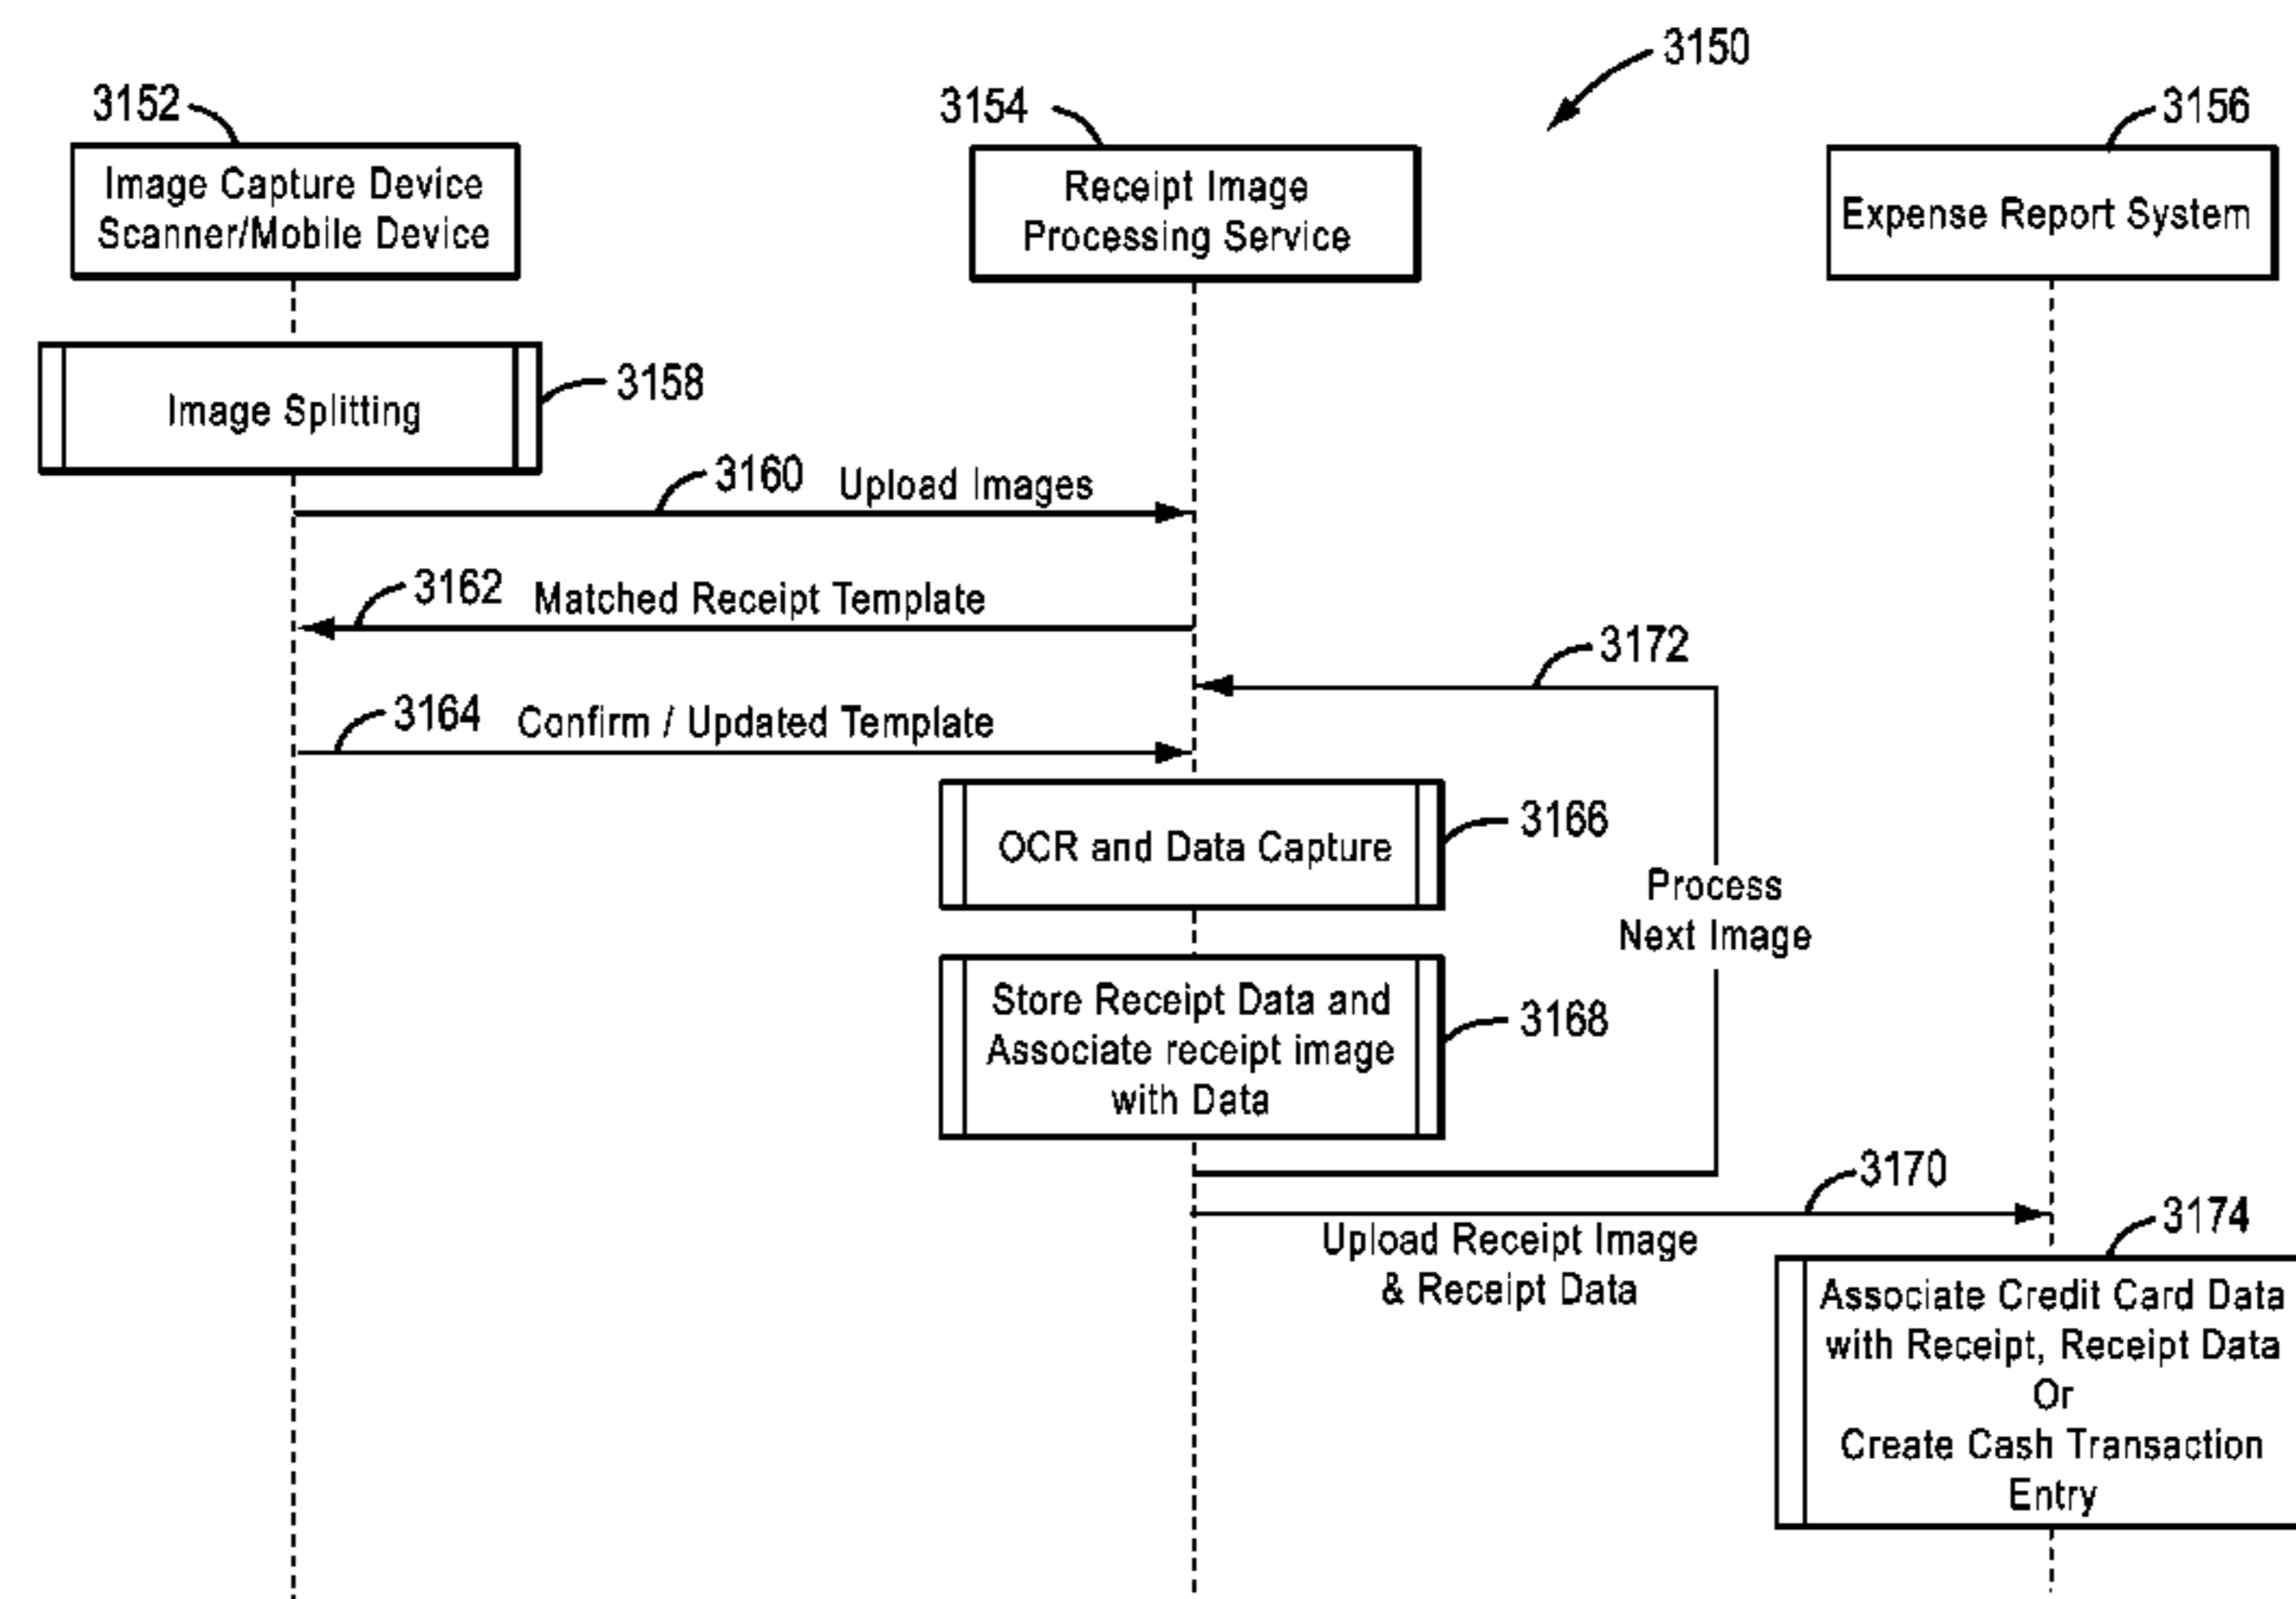 3150
3152
3154
3156
Image Capture Device
Scanner/Mobile Device
Receipt Image
Processing Service
Expense Report System
Image Splitting
3158
3160
Upload Images
3162
Matched Receipt Template
3172
3164
Confirm / Updated Template
OCR and Data Capture
3166
Process
Next Image
Store Receipt Data and
Associate receipt image
with Data
3168
3170
Upload Receipt Image
& Receipt Data
3174
Associate Credit Card Data
with Receipt, Receipt Data
Or
Create Cash Transaction
Entry